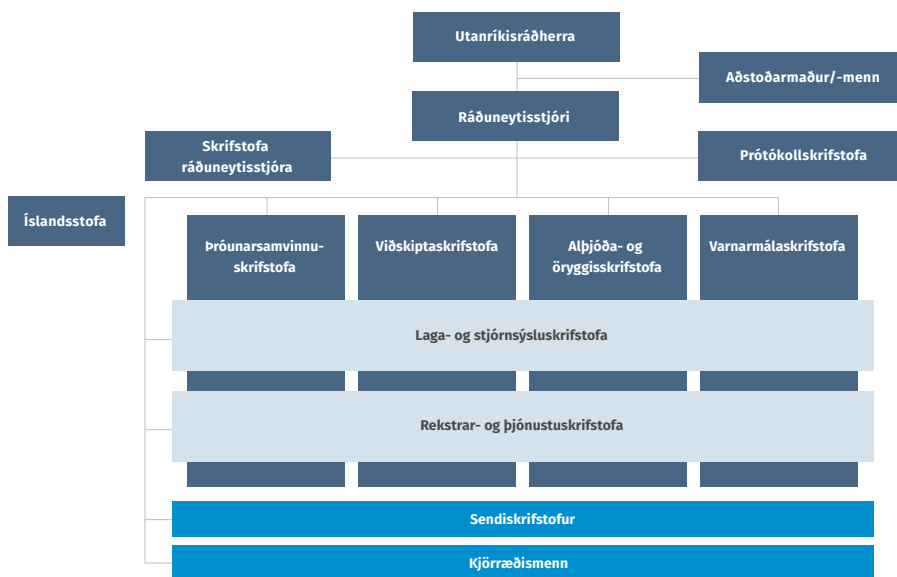 Utanríkisráðherra
Aðstoðarmaður/-menn
Ráðuneytisstjóri
Skrifstofa
ráðuneytisstjóra
Prótókollskrifstofa
Íslandsstofa
Þróunarsamvinnu-
skrifstofa
Viðskiptaskrifstofa
Alþjóða- og
öryggisskrifstofa
Varnarmálaskrifstofa
Laga- og stjórnsýsluskrifstofa
Rekstrar- og þjónustuskrifstofa
Sendiskrifstofur
Kjörræðismenn